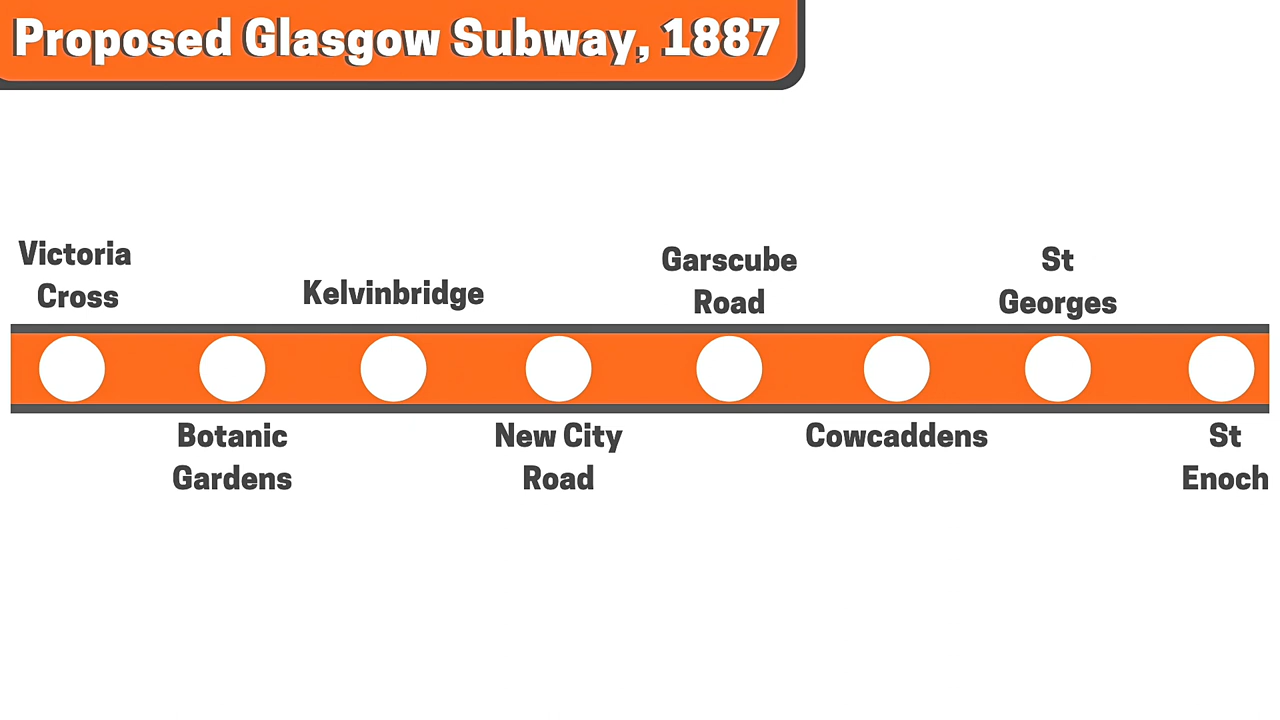 Proposed Glasgow Subway, 1887
Victoria
Cross
Botanic
Gardens
Kelvinbridge
New City
Road
Garscube
Road
Cowcaddens
St
Georges
St
Enoch